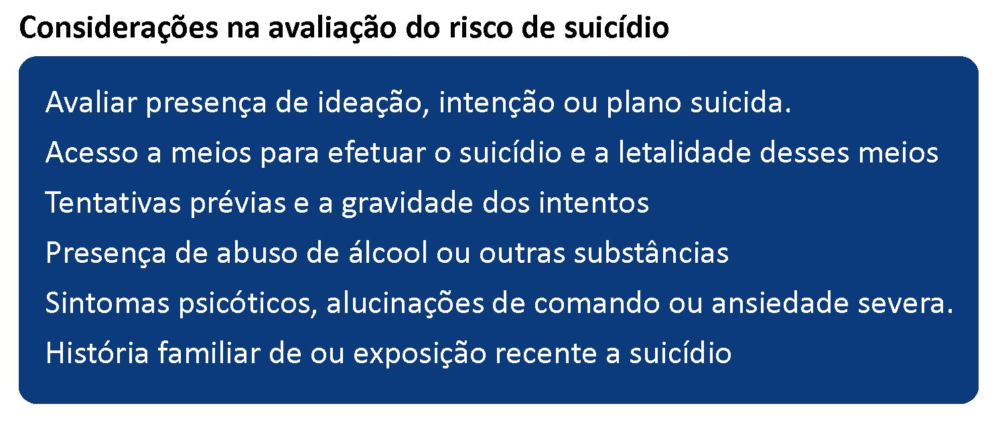 Considerações na avaliação do risco de suicídio
Avaliar presença de ideação, intenção ou plano suicida.
Acesso a meios para efetuar o suicídio e a letalidade desses meios
Tentativas prévias e a gravidade dos intentos
Presença de abuso de álcool ou outras substâncias
Sintomas psicóticos, alucinações de comando ou ansiedade severa.
História familiar de ou exposição recente a suicídio